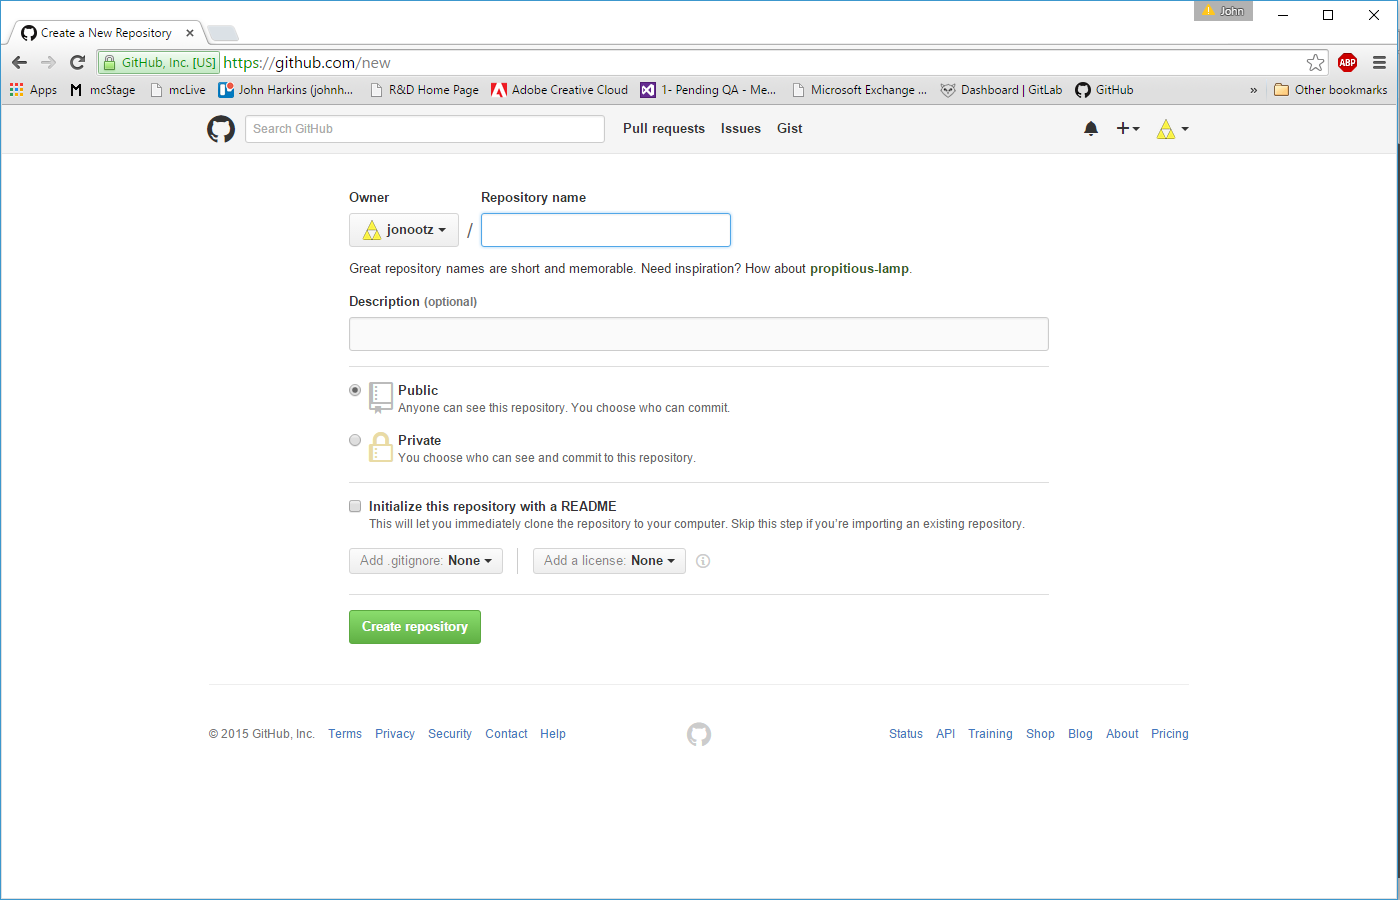 John
Create a New Repository
GitHub, Inc. [US] https://github.com/new
ABP
Apps mcStage mcLive John Harkins (johnh... R&D Home Page Adobe Creative Cloud 1- Pending QA - Me... Microsoft Exchange ... Dashboard | GitLab GitHub » Other bookmarks
Search GitHub Pull requests Issues Gist
Owner Repository name
jonootz /
Great repository names are short and memorable. Need inspiration? How about propitious-lamp.
Description (optional)
Public
Anyone can see this repository. You choose who can commit.
Private
You choose who can see and commit to this repository.
Initialize this repository with a README
This will let you immediately clone the repository to your computer. Skip this step if you’re importing an existing repository.
Add .gitignore: None Add a license: None
Create repository
© 2015 GitHub, Inc. Terms Privacy Security Contact Help Status API Training Shop Blog About Pricing